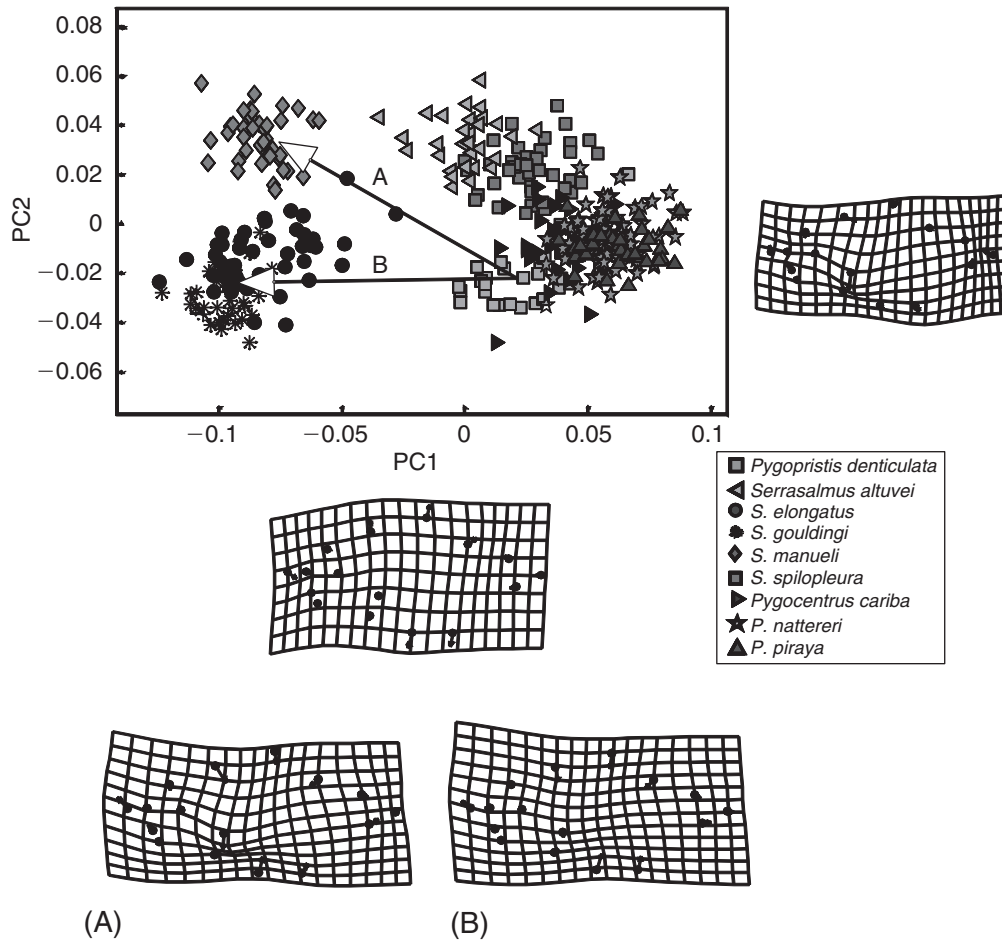 0.08
0.06
0.04
0.02
0
−0.02
−0.04
−0.06
PC2
A
B
−0.1
−0.05
0
0.05
0.1
PC1
Pygopristis denticulata
Serrasalmus altuvei
S. elongatus
S. gouldingi
S. manueli
S. spilopleura
Pygocentrus cariba
P. nattereri
P. piraya
(A)
(B)